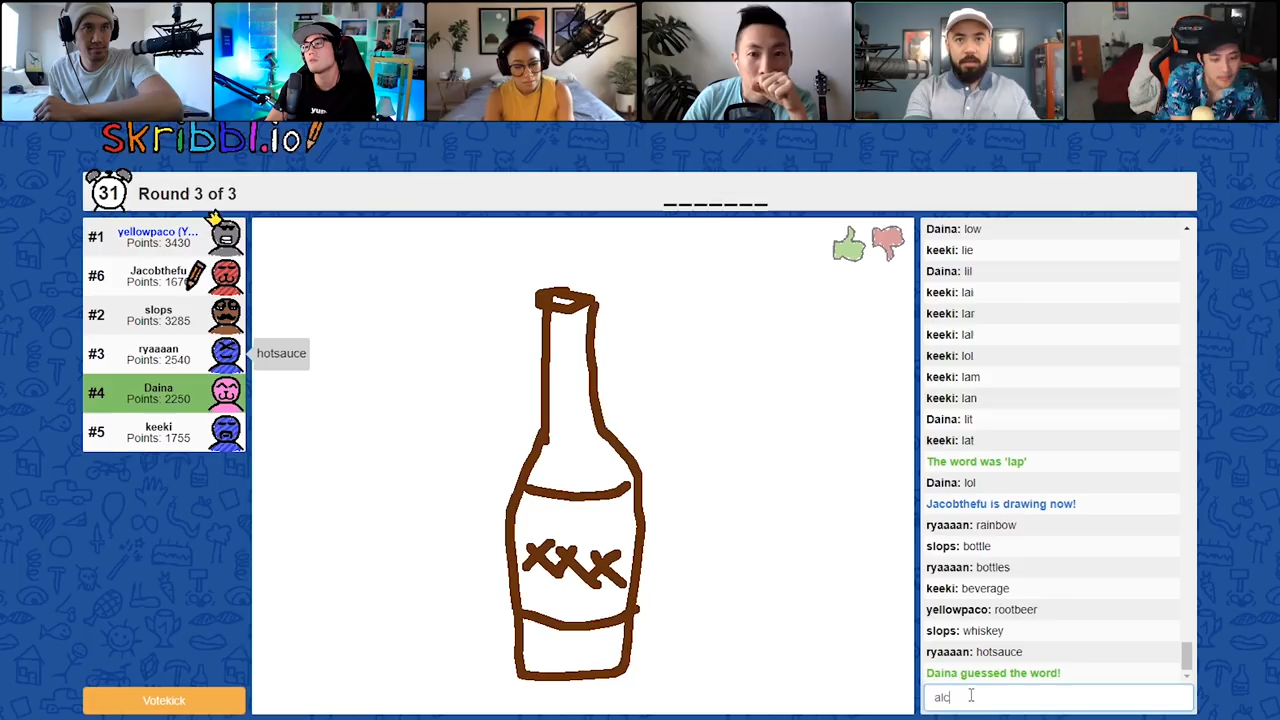 skribbl.io
31
Round 3 of 3
_______
#1
yellowpaco (Y...
Points: 3430
#6
Jacobthefu
Points: 1670
#2
slops
Points: 3285
#3
ryaaaan
Points: 2540
#4
Daina
Points: 2250
#5
keeki
Points: 1755
hotsauce
XXX
Daina: low
keeki: lie
Daina: lil
keeki: lai
keeki: lar
keeki: lal
keeki: lol
keeki: lam
keeki: lan
Daina: lit
keeki: lat
The word was 'lap'
Daina: lol
Jacobthefu is drawing now!
ryaaaan: rainbow
slops: bottle
ryaaaan: bottles
keeki: beverage
yellowpaco: rootbeer
slops: whiskey
ryaaaan: hotsauce
Daina guessed the word!
alc
Votekick